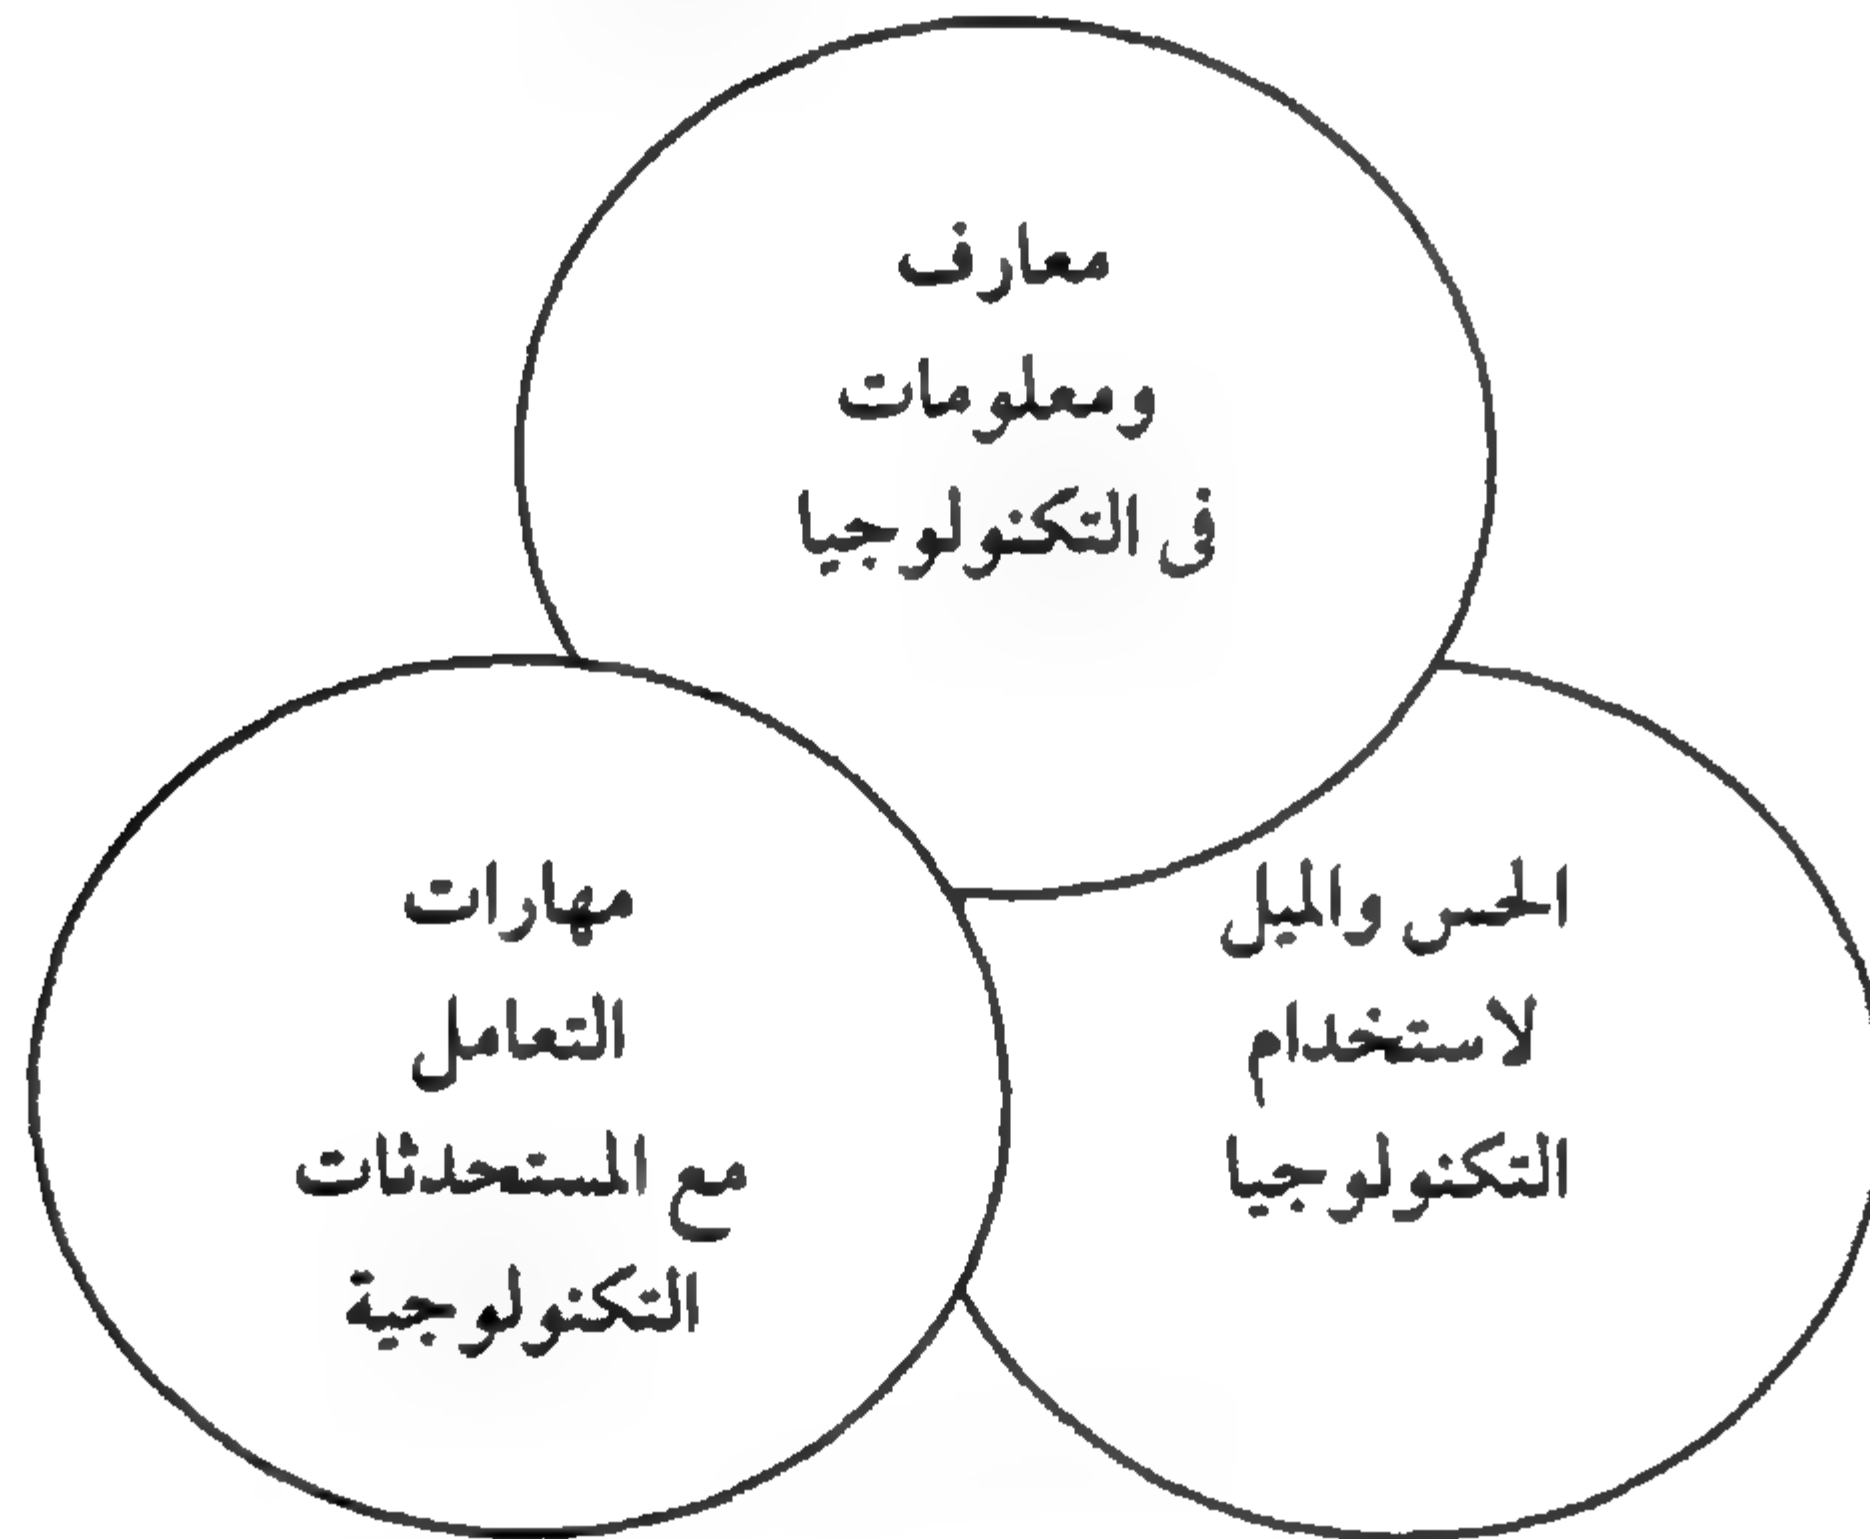 معارف
ومعلومات
فى التكنولوجيا
الحس والميل
لاستخدام
التكنولوجيا
مهارات
التعامل
مع المستحدثات
التكنولوجية